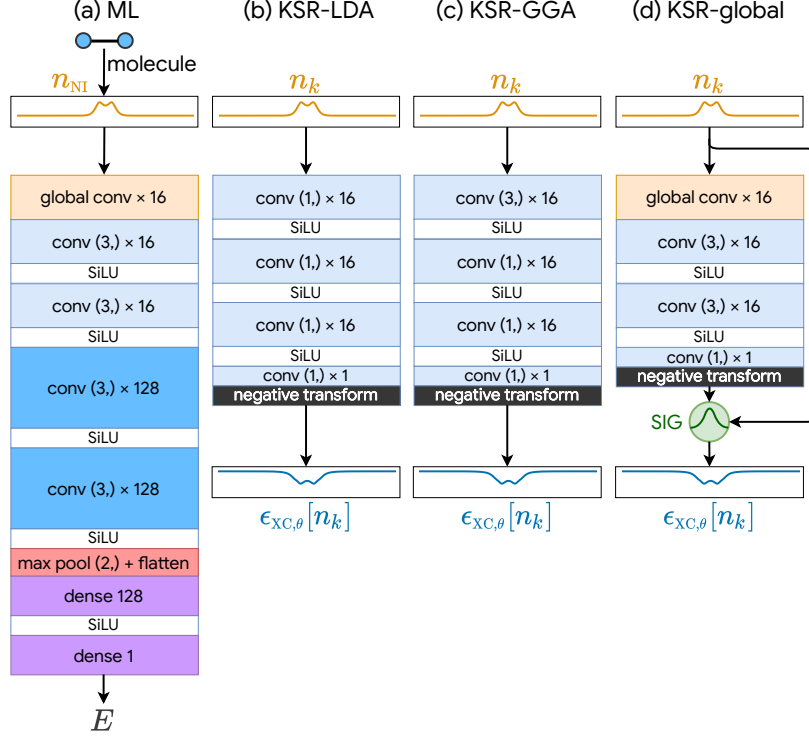 (a) ML
molecule
n_NI
global conv × 16
conv (3,) × 16
SiLU
conv (3,) × 16
SiLU
conv (3,) × 128
SiLU
conv (3,) × 128
SiLU
max pool (2,) + flatten
dense 128
SiLU
dense 1
E
(b) KSR-LDA
n_k
conv (1,) × 16
SiLU
conv (1,) × 16
SiLU
conv (1,) × 16
SiLU
conv (1,) × 1
negative transform
ϵ_XC,θ[n_k]
(c) KSR-GGA
n_k
conv (3,) × 16
SiLU
conv (1,) × 16
SiLU
conv (1,) × 16
SiLU
conv (1,) × 1
negative transform
ϵ_XC,θ[n_k]
(d) KSR-global
n_k
global conv × 16
conv (3,) × 16
SiLU
conv (3,) × 16
SiLU
conv (1,) × 1
negative transform
SIG
ϵ_XC,θ[n_k]